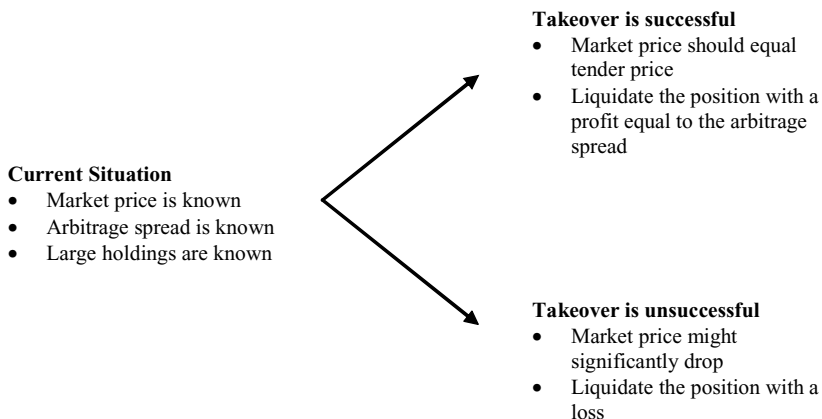 Takeover is successful
• Market price should equal
tender price
• Liquidate the position with a
profit equal to the arbitrage
spread
Current Situation
• Market price is known
• Arbitrage spread is known
• Large holdings are known
Takeover is unsuccessful
• Market price might
significantly drop
• Liquidate the position with a
loss